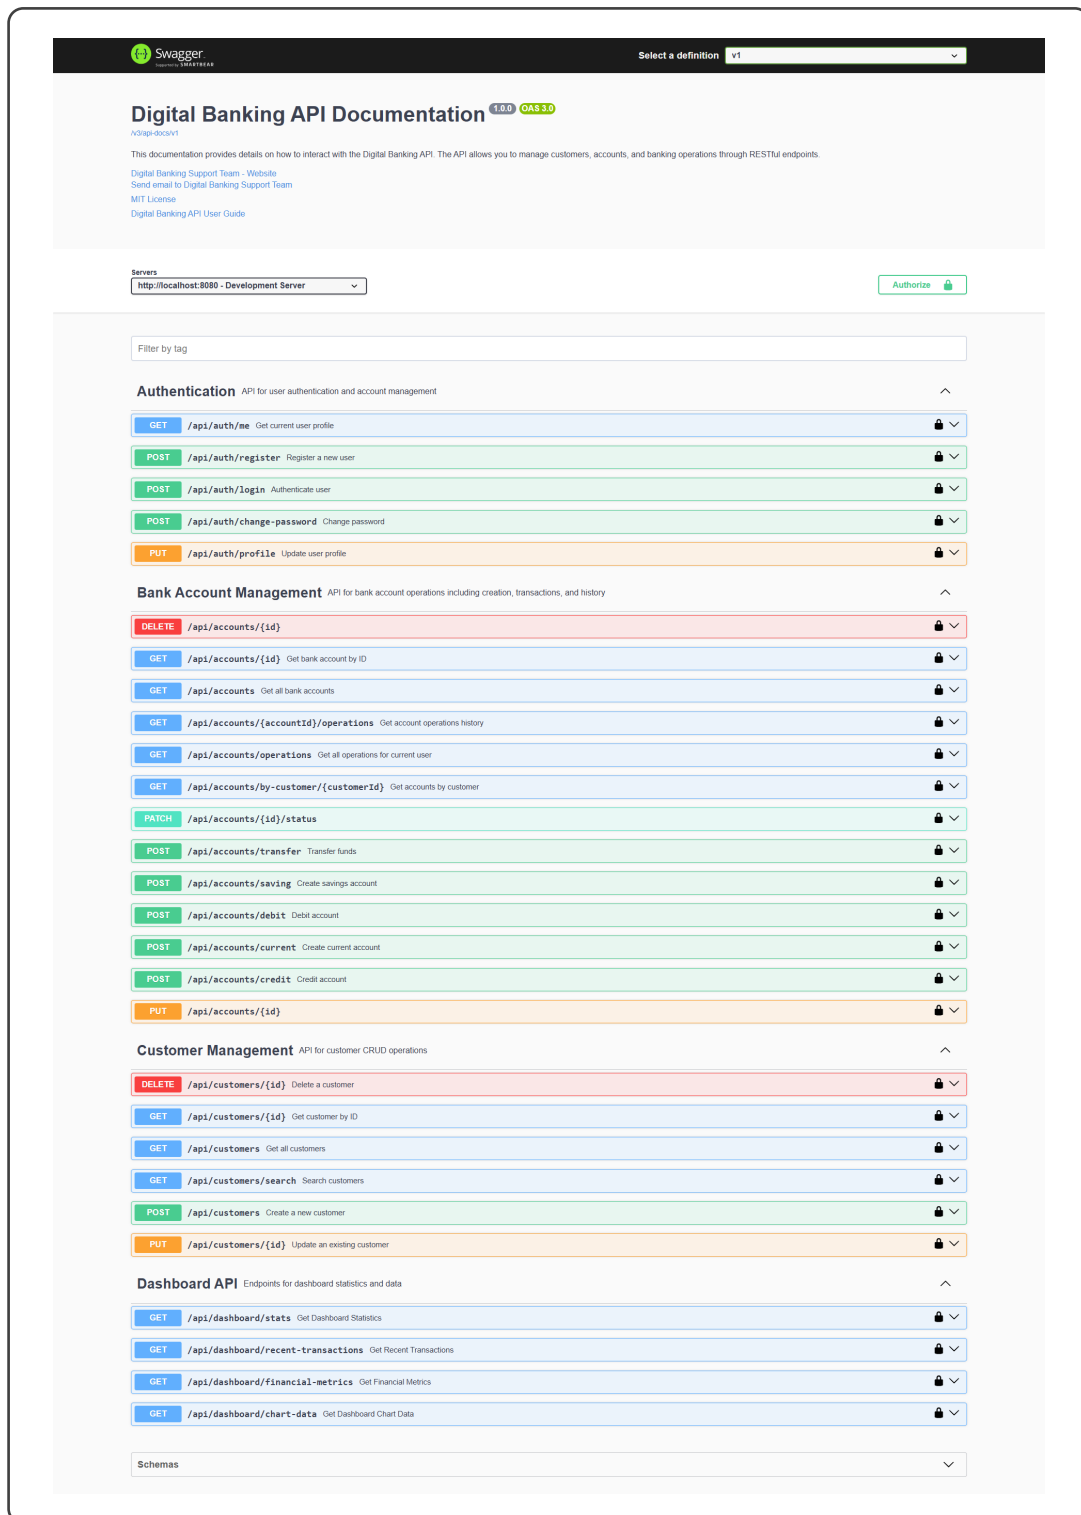 Swagger.
Supported by SMARTBEAR
Select a definition v1
Digital Banking API Documentation 1.0.0 OAS 3.0
/v3/api-docs/v1
This documentation provides details on how to interact with the Digital Banking API. The API allows you to manage customers, accounts, and banking operations through RESTful endpoints.
Digital Banking Support Team - Website
Send email to Digital Banking Support Team
MIT License
Digital Banking API User Guide
Servers
http://localhost:8080 - Development Server
Authorize
Filter by tag
Authentication API for user authentication and account management
GET /api/auth/me Get current user profile
POST /api/auth/register Register a new user
POST /api/auth/login Authenticate user
POST /api/auth/change-password Change password
PUT /api/auth/profile Update user profile
Bank Account Management API for bank account operations including creation, transactions, and history
DELETE /api/accounts/{id}
GET /api/accounts/{id} Get bank account by ID
GET /api/accounts Get all bank accounts
GET /api/accounts/{accountId}/operations Get account operations history
GET /api/accounts/operations Get all operations for current user
GET /api/accounts/by-customer/{customerId} Get accounts by customer
PATCH /api/accounts/{id}/status
POST /api/accounts/transfer Transfer funds
POST /api/accounts/saving Create savings account
POST /api/accounts/debit Debit account
POST /api/accounts/current Create current account
POST /api/accounts/credit Credit account
PUT /api/accounts/{id}
Customer Management API for customer CRUD operations
DELETE /api/customers/{id} Delete a customer
GET /api/customers/{id} Get customer by ID
GET /api/customers Get all customers
GET /api/customers/search Search customers
POST /api/customers Create a new customer
PUT /api/customers/{id} Update an existing customer
Dashboard API Endpoints for dashboard statistics and data
GET /api/dashboard/stats Get Dashboard Statistics
GET /api/dashboard/recent-transactions Get Recent Transactions
GET /api/dashboard/financial-metrics Get Financial Metrics
GET /api/dashboard/chart-data Get Dashboard Chart Data
Schemas